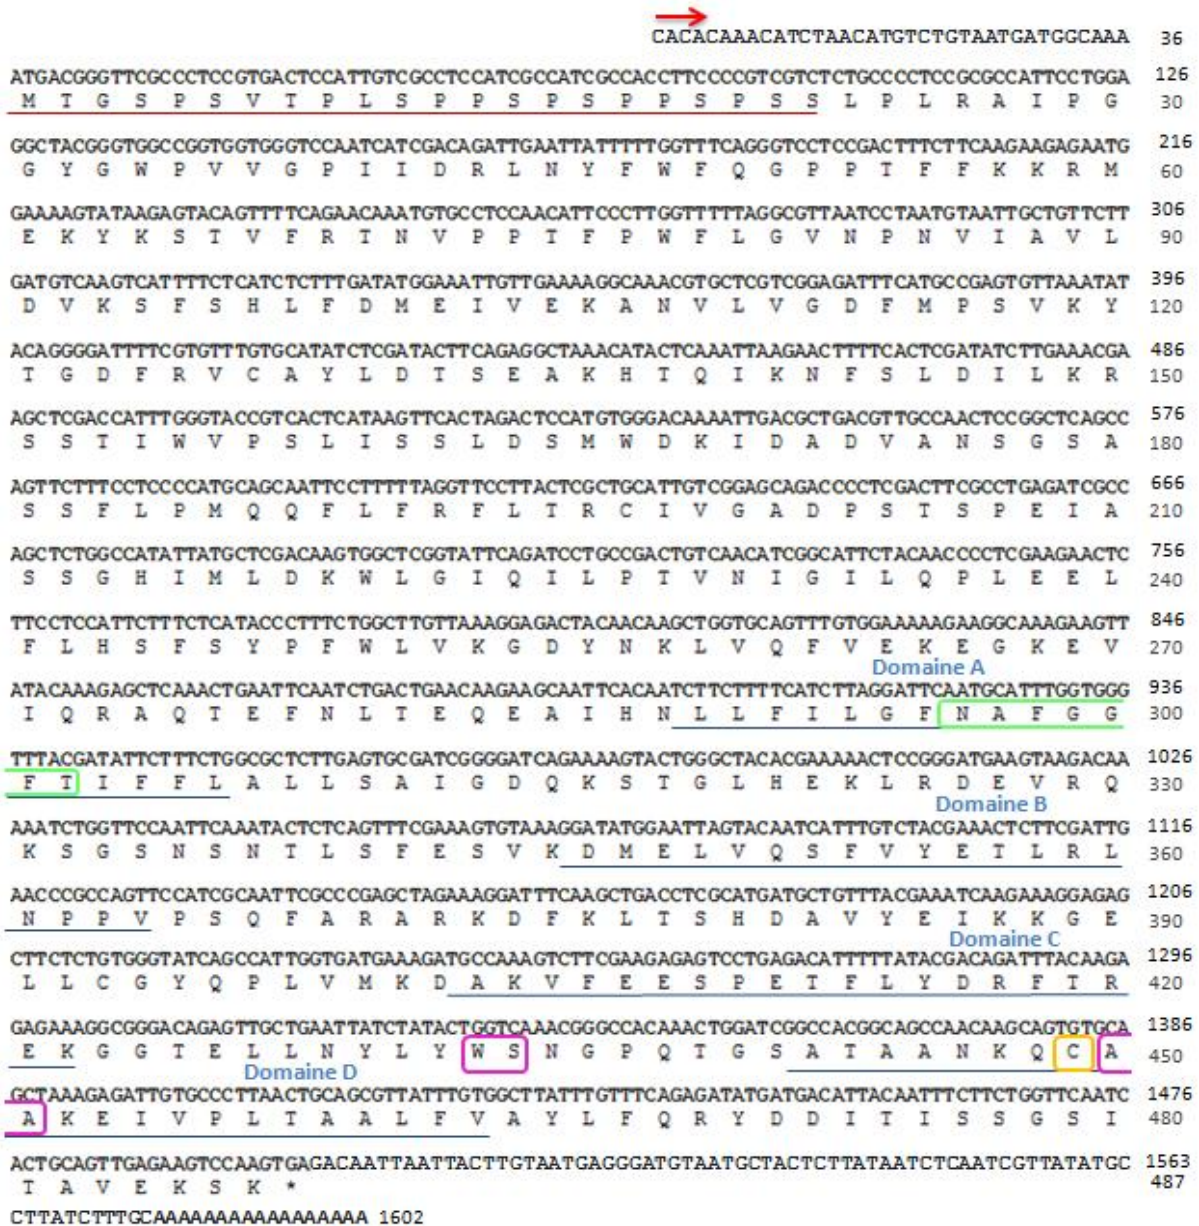 CACACAAACATCTAACATGTCTGTAATGATGGCAAA 36
ATGACGGGTTCGCCCTCCGTGACTCCATTGTCGCCTCCATCGCCATCGCCACCTTCCCCGTCGTCTCTGCCCCTCCGCGCCATTCCTGGA 126
M T G S P S V T P L S P P S P S P P S P S S L P L R A I P G 30
GGCTACGGGTGGCCGGTGGTGGGTCCAATCATCGACAGATTGAATTATTTTTGGTTTCAGGGTCCTCCGACTTTCTTCAAGAAGAGAATG 216
G Y G W P V V G P I I D R L N Y F W F Q G P P T F F K K R M 60
GAAAAGTATAAGAGTACAGTTTTCAGAACAAATGTGCCTCCAACATTCCCTTGGTTTTTAGGCGTTAATCCTAATGTAATTGCTGTTCTT 306
E K Y K S T V F R T N V P P T F P W F L G V N P N V I A V L 90
GATGTCAAGTCATTTTCTCATCTCTTTGATATGGAAATTGTTGAAAAGGCAAACGTGCTCGTCGGAGATTTCATGCCGAGTGTTAAATAT 396
D V K S F S H L F D M E I V E K A N V L V G D F M P S V K Y 120
ACAGGGGATTTTCGTGTTTGTGCATATCTCGATACTTCAGAGGCTAAACATACTCAAATTAAGAACTTTTCACTCGATATCTTGAAACGA 486
T G D F R V C A Y L D T S E A K H T Q I K N F S L D I L K R 150
AGCTCGACCATTTGGGTACCGTCACTCATAAGTTCACTAGACTCCATGTGGGACAAAATTGACGCTGACGTTGCCAACTCCGGCTCAGCC 576
S S T I W V P S L I S S L D S M W D K I D A D V A N S G S A 180
AGTTCTTTCCTCCCCATGCAGCAATTCCTTTTTAGGTTCCTTACTCGCTGCATTGTCGGAGCAGACCCCTCGACTTCGCCTGAGATCGCC 666
S S F L P M Q Q F L F R F L T R C I V G A D P S T S P E I A 210
AGCTCTGGCCATATTATGCTCGACAAGTGGCTCGGTATTCAGATCCTGCCGACTGTCAACATCGGCATTCTACAACCCCTCGAAGAACTC 756
S S G H I M L D K W L G I Q I L P T V N I G I L Q P L E E L 240
TTCCTCCATTCTTTCTCATACCCTTTCTGGCTTGTTAAAGGAGACTACAACAAGCTGGTGCAGTTTGTGGAAAAAGAAGGCAAAGAAGTT 846
F L H S F S Y P F W L V K G D Y N K L V Q F V E K E G K E V 270
Domaine A
ATACAAAGAGCTCAAACTGAATTCAATCTGACTGAACAAGAAGCAATTCACAATCTTCTTTTCATCTTAGGATTCAATGCATTTGGTGGG 936
I Q R A Q T E F N L T E Q E A I H N L L F I L G F N A F G G 300
TTTACGATATTCTTTCTGGCGCTCTTGAGTGCGATCGGGGATCAGAAAAGTACTGGGCTACACGAAAAACTCCGGGATGAAGTAAGACAA 1026
F T I F F L A L L S A I G D Q K S T G L H E K L R D E V R Q 330
Domaine B
AAATCTGGTTCCAATTCAAATACTCTCAGTTTCGAAAGTGTAAAGGATATGGAATTAGTACAATCATTTGTCTACGAAACTCTTCGATTG 1116
K S G S N S N T L S F E S V K D M E L V Q S F V Y E T L R L 360
AACCCGCCAGTTCCATCGCAATTCGCCCGAGCTAGAAAGGATTTCAAGCTGACCTCGCATGATGCTGTTTACGAAATCAAGAAAGGAGAG 1206
N P P V P S Q F A R A R K D F K L T S H D A V Y E I K K G E 390
Domaine C
CTTCTCTGTGGGTATCAGCCATTGGTGATGAAAGATGCCAAAGTCTTCGAAGAGAGTCCTGAGACATTTTTATACGACAGATTTACAAGA 1296
L L C G Y Q P L V M K D A K V F E E S P E T F L Y D R F T R 420
GAGAAAGGCGGGACAGAGTTGCTGAATTATCTATACTGGTCAAACGGGCCACAAACTGGATCGGCCACGGCAGCCAACAAGCAGTGTGCA 1386
E K G G T E L L N Y L Y W S N G P Q T G S A T A A N K Q C A 450
Domaine D
GCTAAAGAGATTGTGCCCTTAACTGCAGCGTTATTTGTGGCTTATTTGTTTCAGAGATATGATGACATTACAATTTCTTCTGGTTCAATC 1476
A K E I V P L T A A L F V A Y L F Q R Y D D I T I S S G S I 480
ACTGCAGTTGAGAAGTCCAAGTGAGACAATTAATTACTTGTAATGAGGGATGTAATGCTACTCTTATAATCTCAATCGTTATATGC 1563
T A V E K S K * 487
CTTATCTTTGCAAAAAAAAAAAAAAAAAA 1602